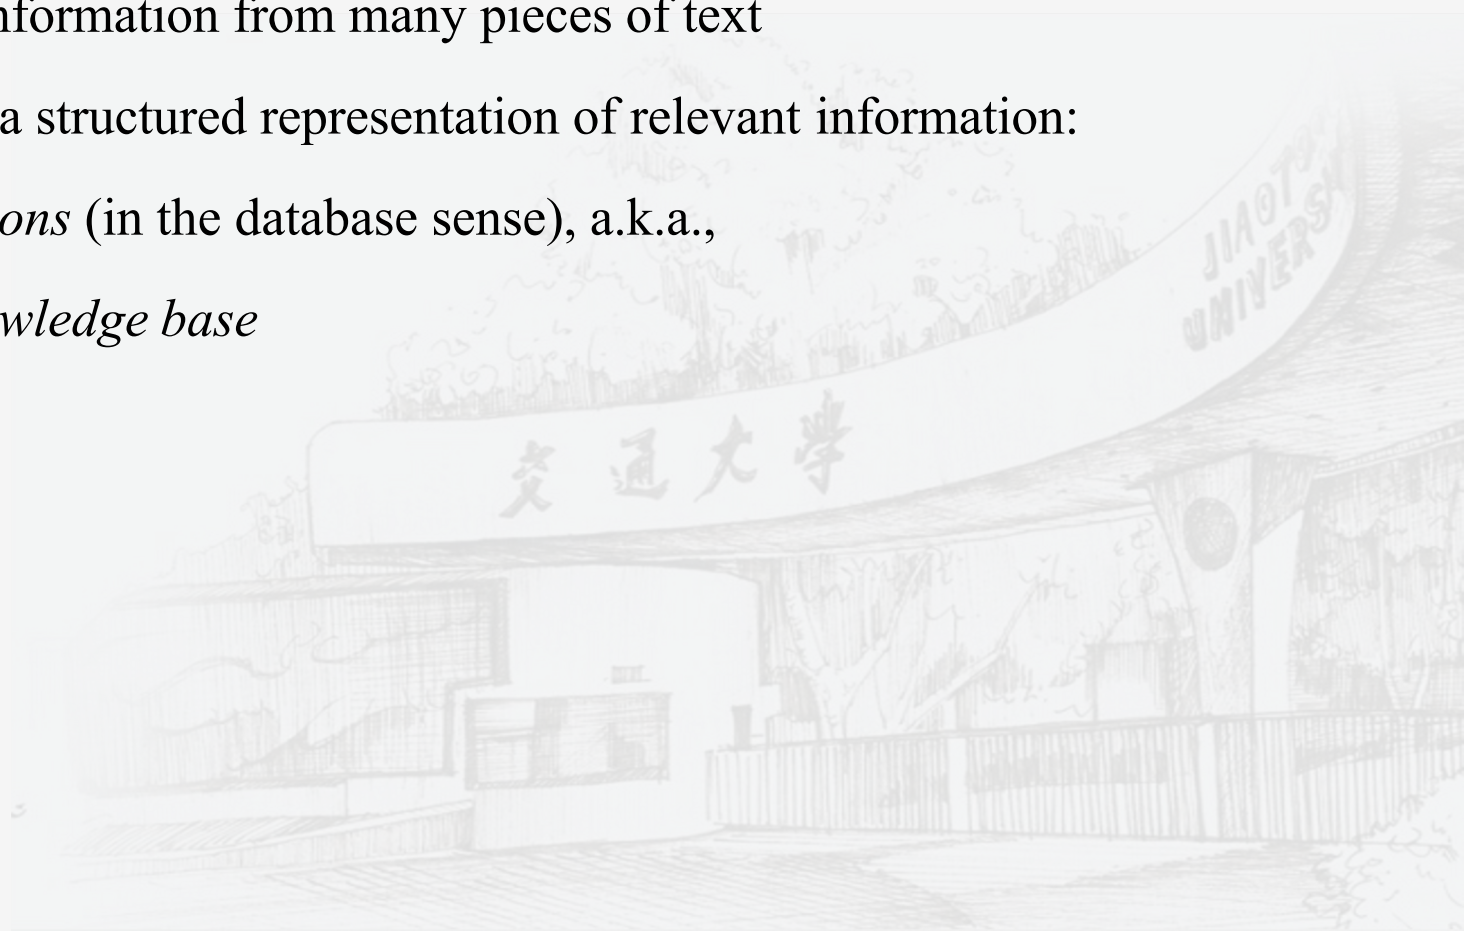 nformation from many pieces of text
a structured representation of relevant information:
ons (in the database sense), a.k.a.,
wledge base
JIAOTO
UNIVERSI
交通大學